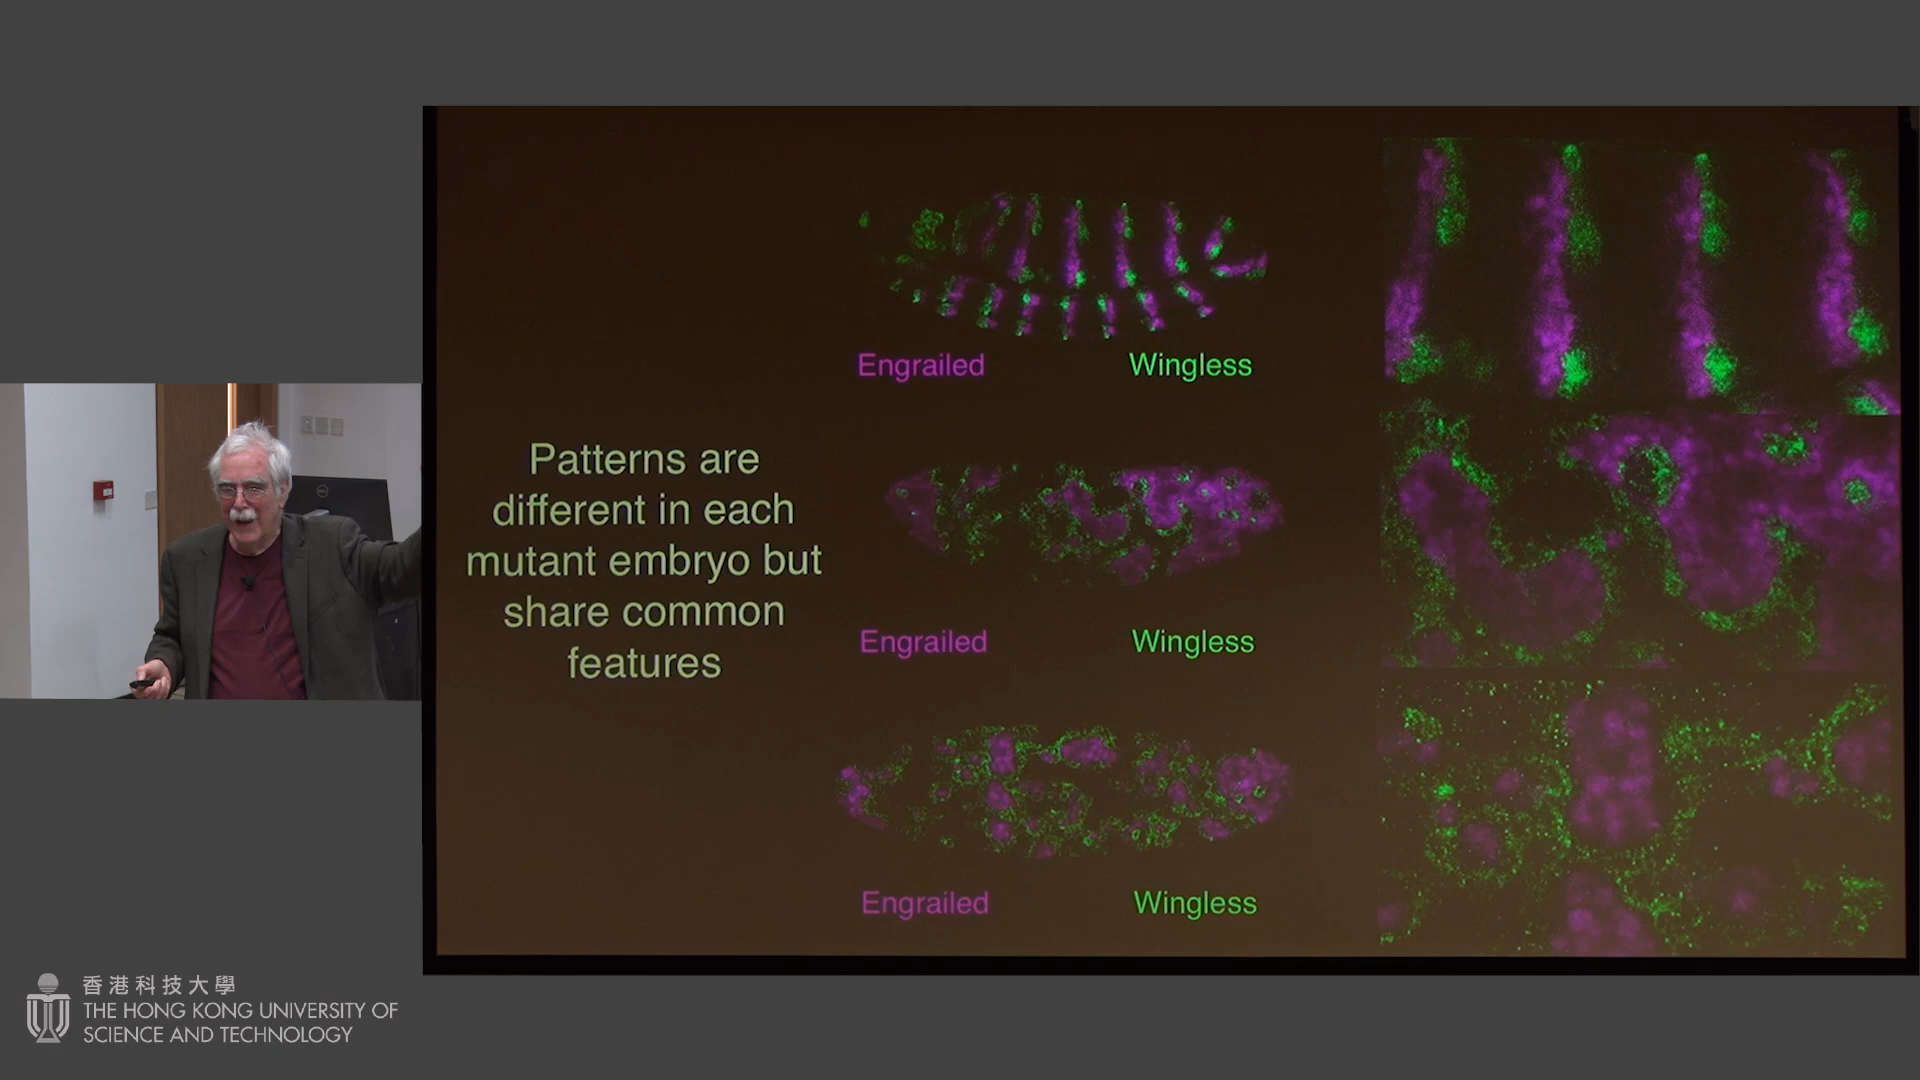 Patterns are
different in each
mutant embryo but
share common
features
Engrailed Wingless
Engrailed Wingless
Engrailed Wingless
香港科技大學
THE HONG KONG UNIVERSITY OF
SCIENCE AND TECHNOLOGY